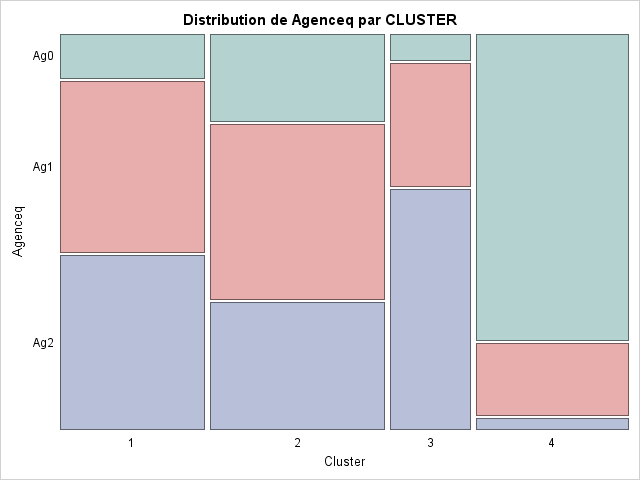 Distribution de Agenceq par CLUSTER
Ag0
Ag1
Ag2
Agenceq
1 2 3 4
Cluster